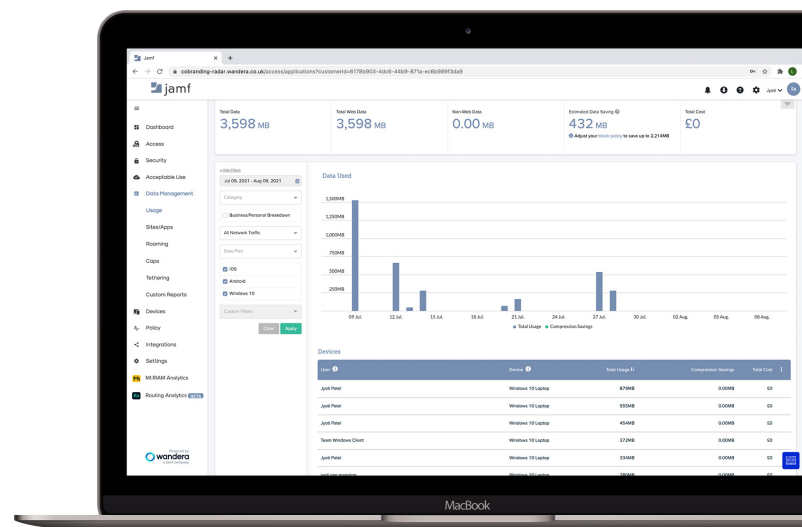 Jamf
cobranding-radar.wandera.co.uk/access/applications?customerId=6178b903-4dc6-44b9-871a-ec6b989f3da9
jamf
Jyoti
Total Data
3,598 MB
Total Web Data
3,598 MB
Non-Web Data
0.00 MB
Estimated Data Saving
432 MB
Adjust your block policy to save up to 2,214MB
Total Cost
£0
Dashboard
Access
Security
Acceptable Use
Data Management
Usage
Sites/Apps
Roaming
Caps
Tethering
Custom Reports
Devices
Policy
Integrations
Settings
MI:RIAM Analytics
Routing Analytics BETA
Powered by
wandera
a jamf company
Jul 09, 2021 - Aug 09, 2021
Category
Business/Personal Breakdown
All Network Traffic
Data Plan
iOS
Android
Windows 10
Custom Filters
Clear Apply
Data Used
1,500MB
1,250MB
1,000MB
750MB
500MB
250MB
09 Jul. 12 Jul. 15 Jul. 18 Jul. 21 Jul. 24 Jul. 27 Jul. 30 Jul. 02 Aug. 05 Aug. 08 Aug.
Total Usage Compression Savings
Devices
User Device Total Usage Compression Savings Total Cost
Jyoti Patel Windows 10 Laptop 879MB 0.00MB £0
Jyoti Patel Windows 10 Laptop 555MB 0.00MB £0
Jyoti Patel Windows 10 Laptop 454MB 0.00MB £0
Team Windows Client Windows 10 Laptop 372MB 0.00MB £0
Jyoti Patel Windows 10 Laptop 334MB 0.00MB £0
MacBook